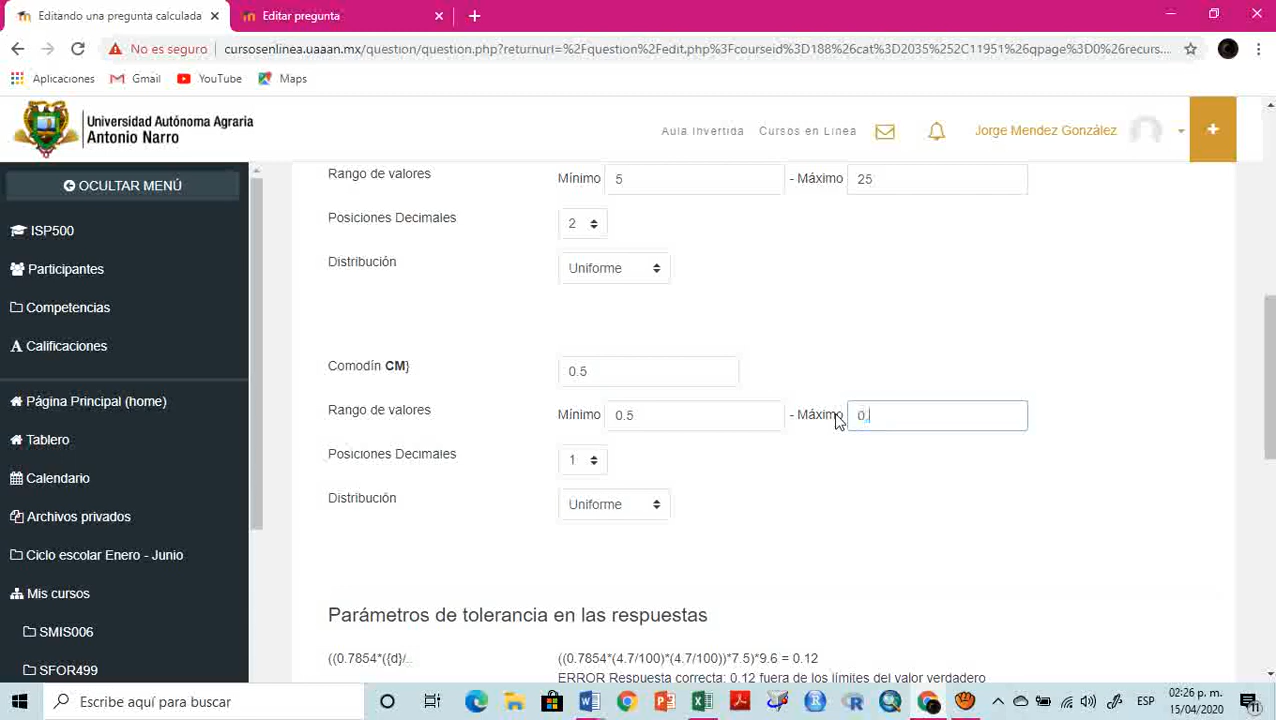 Editando una pregunta calculada
Editar pregunta
No es seguro
cursosenlinea.uaaan.mx/question/question.php?returnurl=%2Fquestion%2Fedit.php%3Fcourseid%3D188%26cat%3D2035%252C11951%26qpage%3D0%26recurs...
Aplicaciones
Gmail
YouTube
Maps
Universidad Autónoma Agraria
Antonio Narro
Aula Invertida
Cursos en Linea
Jorge Mendez González
OCULTAR MENÚ
ISP500
Participantes
Competencias
Calificaciones
Página Principal (home)
Tablero
Calendario
Archivos privados
Ciclo escolar Enero - Junio
Mis cursos
SMIS006
SFOR499
Rango de valores
Mínimo 5 - Máximo 25
Posiciones Decimales
2
Distribución
Uniforme
Comodín CM}
0.5
Rango de valores
Mínimo 0.5 - Máximo 0.
Posiciones Decimales
1
Distribución
Uniforme
Parámetros de tolerancia en las respuestas
((0.7854*({d}/...
((0.7854*(4.7/100)*(4.7/100))*7.5)*9.6 = 0.12
ERROR Respuesta correcta: 0.12 fuera de los límites del valor verdadero
Escribe aquí para buscar
ESP
02:26 p. m.
15/04/2020